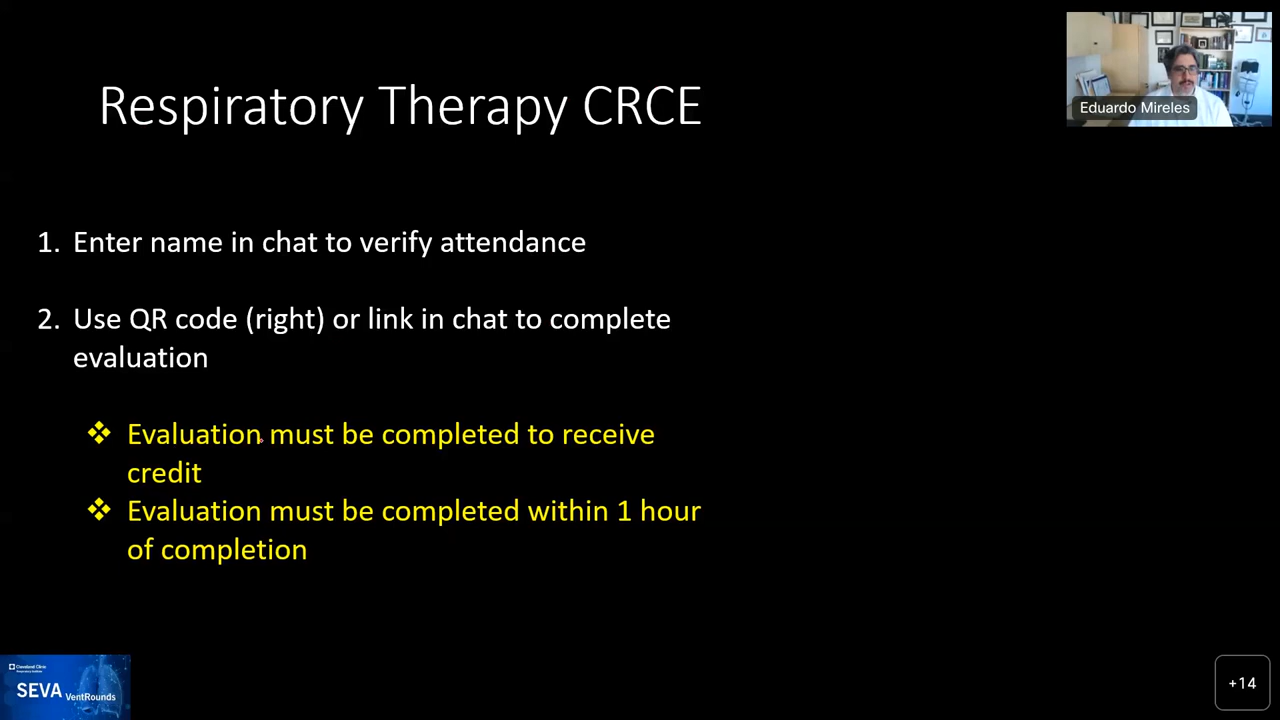 Respiratory Therapy CRCE
Eduardo Mireles
1. Enter name in chat to verify attendance
2. Use QR code (right) or link in chat to complete
evaluation
❖ Evaluation must be completed to receive
credit
❖ Evaluation must be completed within 1 hour
of completion
Cleveland Clinic
SEVA VentRounds
+14